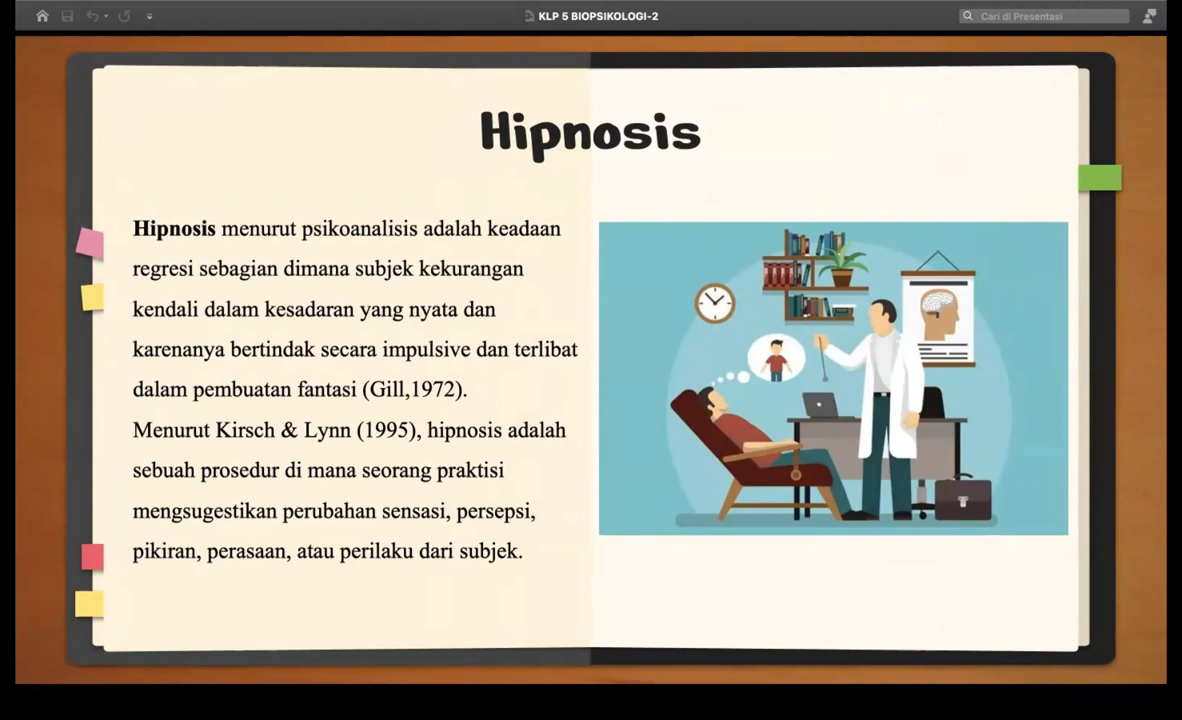 KLP 5 BIOPSIKOLOGI-2
Cari di Presentasi
Hipnosis
Hipnosis menurut psikoanalisis adalah keadaan
regresi sebagian dimana subjek kekurangan
kendali dalam kesadaran yang nyata dan
karenanya bertindak secara impulsive dan terlibat
dalam pembuatan fantasi (Gill,1972).
Menurut Kirsch & Lynn (1995), hipnosis adalah
sebuah prosedur di mana seorang praktisi
mengsugestikan perubahan sensasi, persepsi,
pikiran, perasaan, atau perilaku dari subjek.